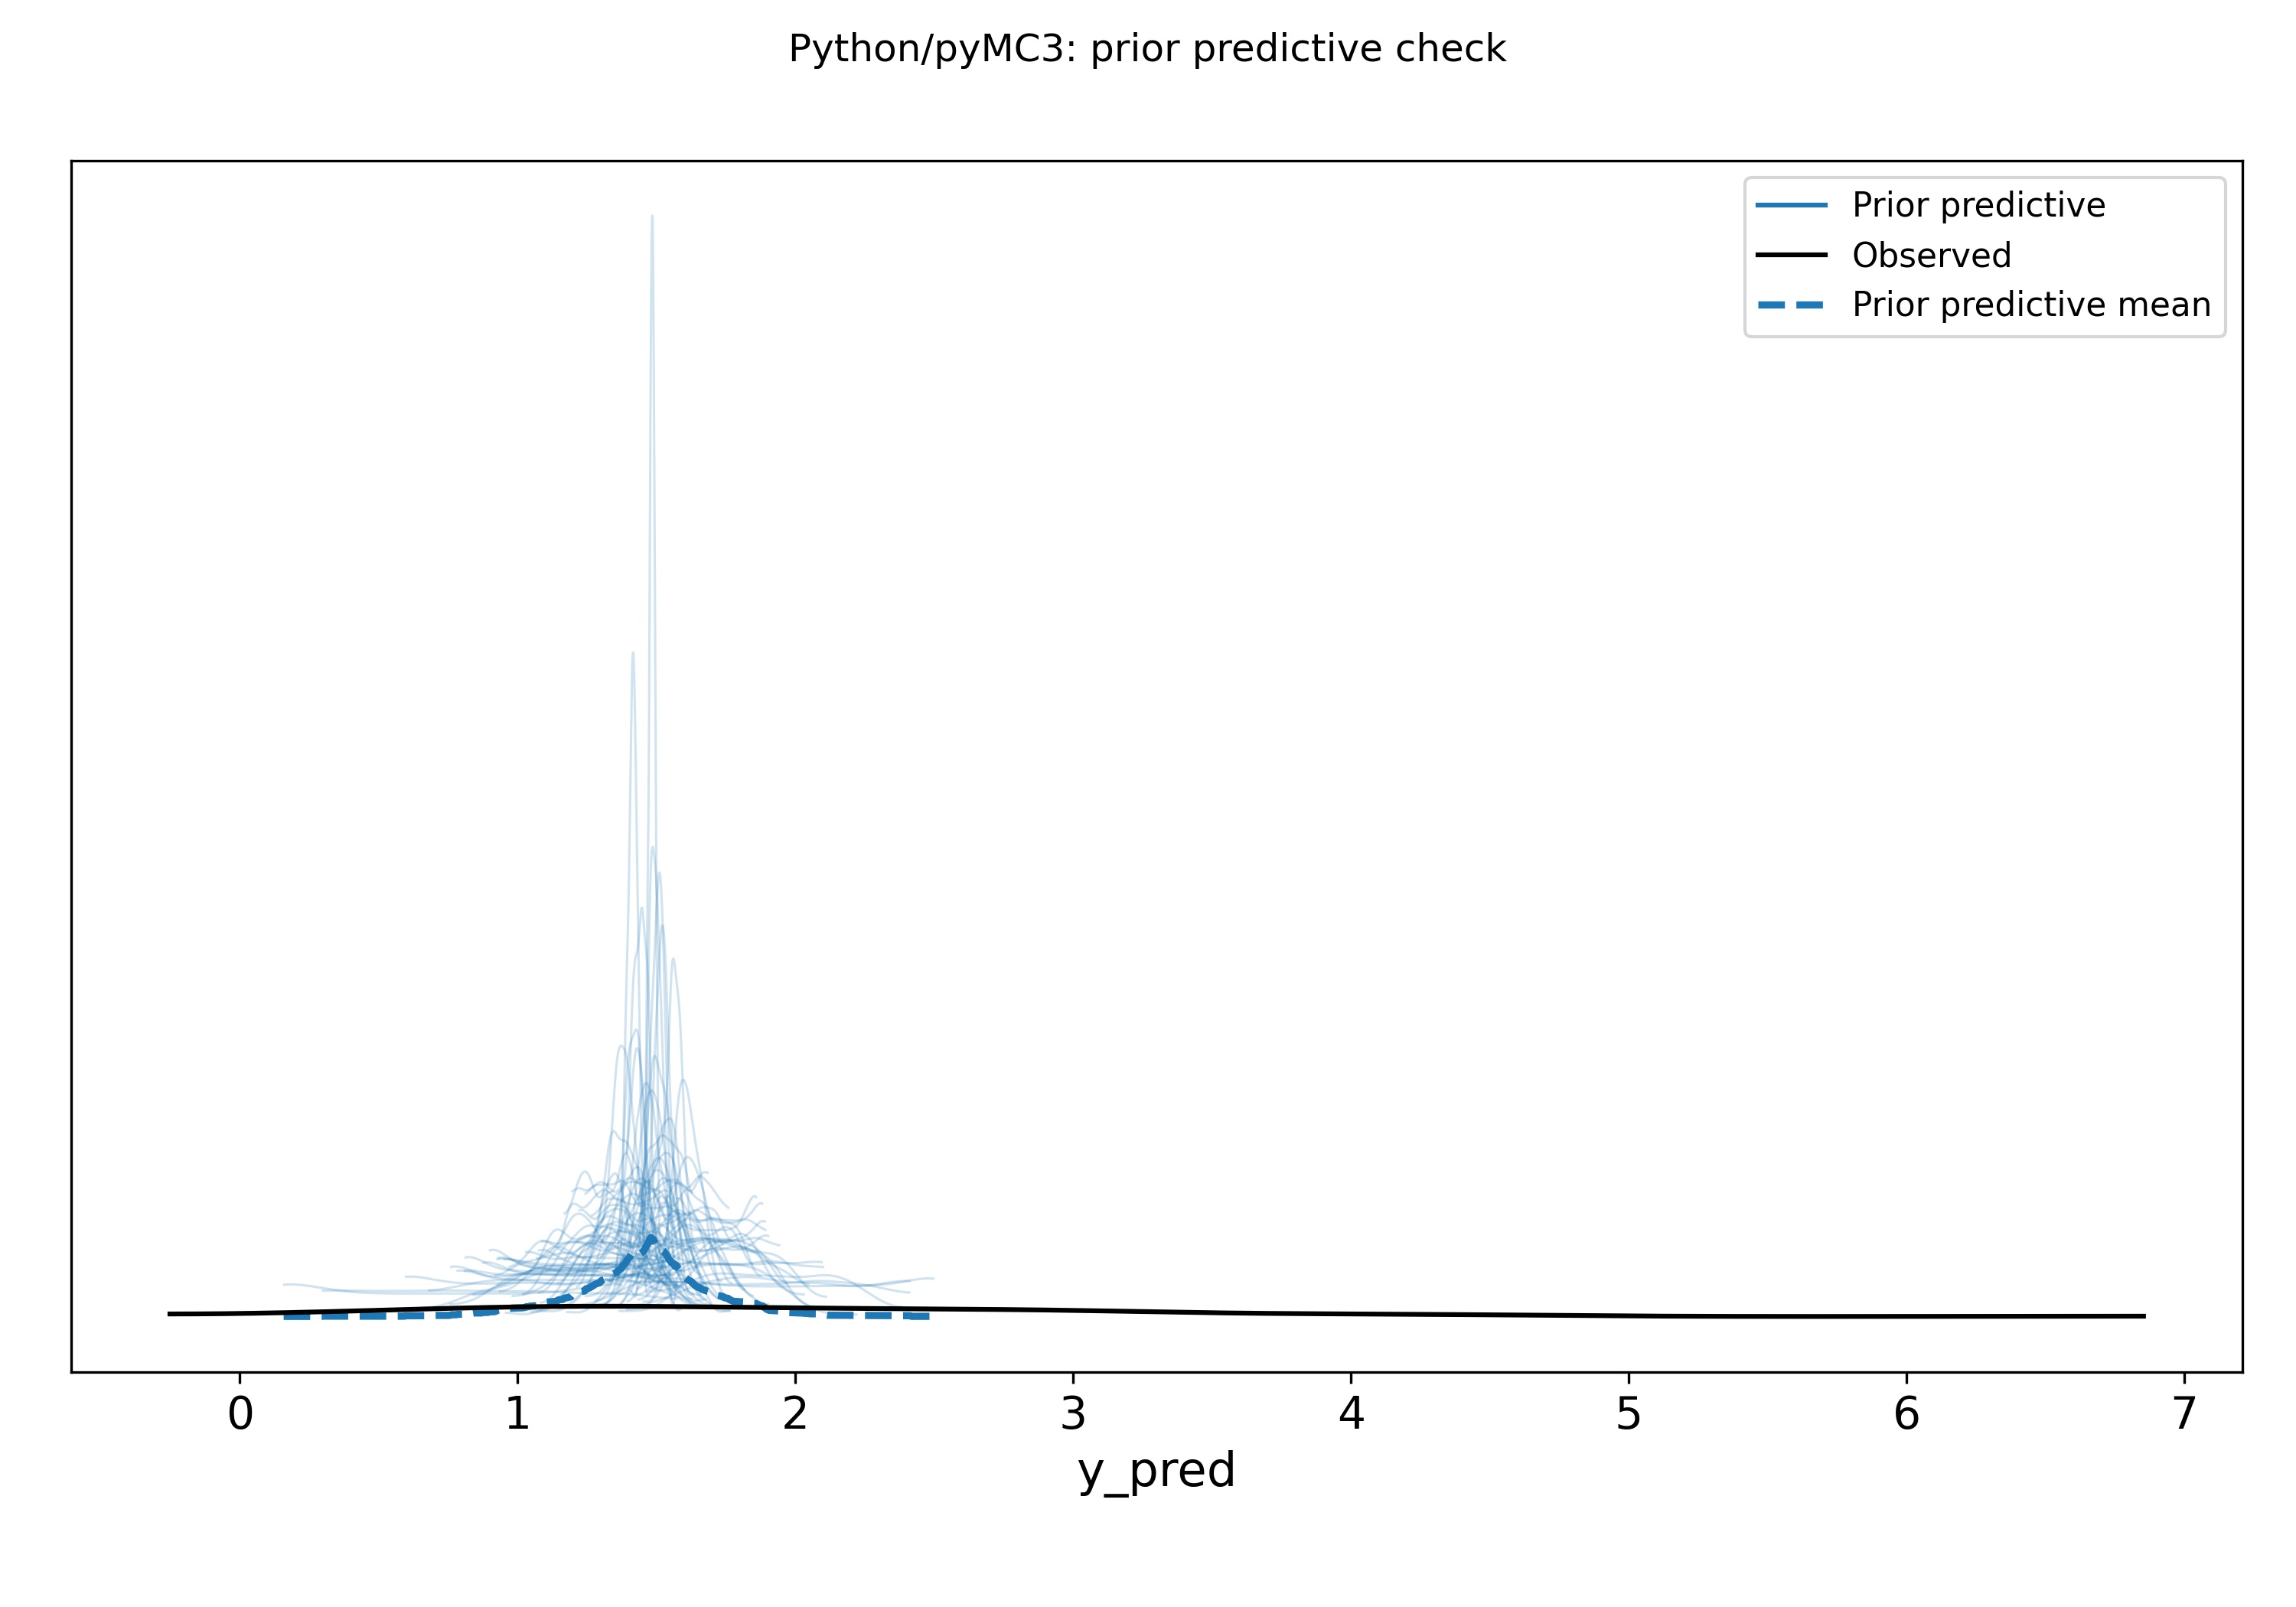 Python/pyMC3: prior predictive check
Prior predictive
Observed
Prior predictive mean
0 1 2 3 4 5 6 7
y_pred